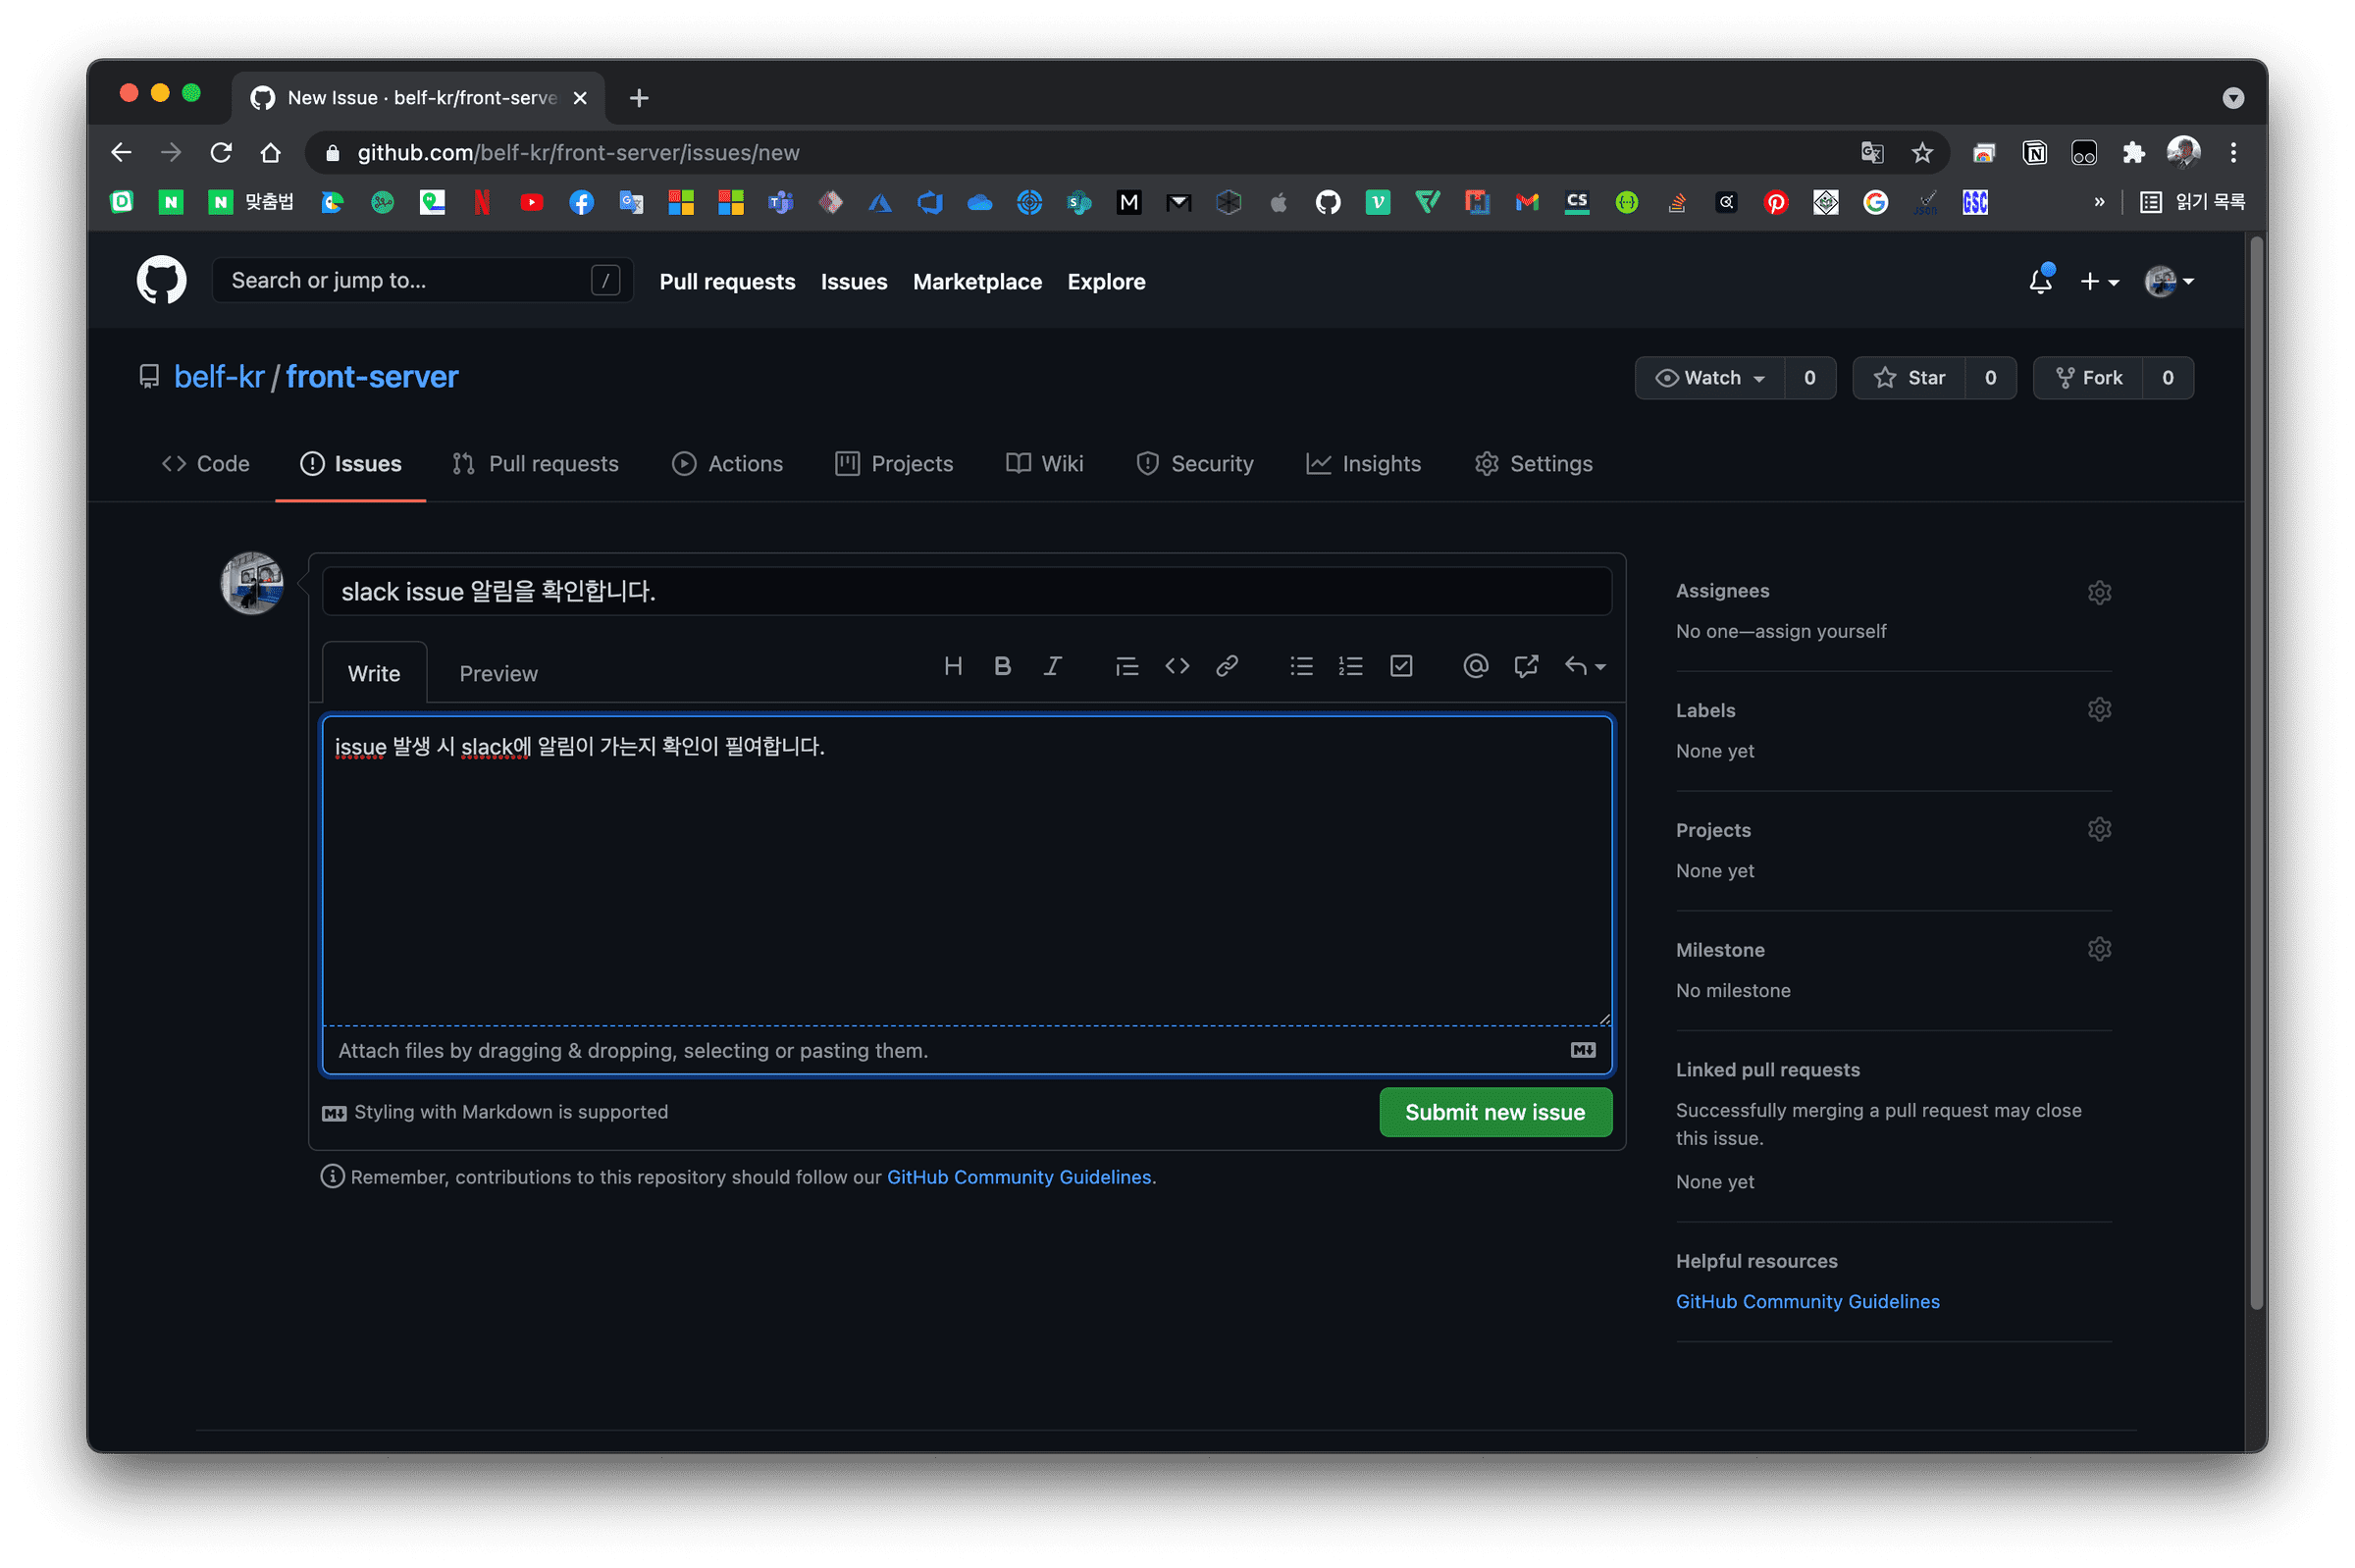 New Issue · belf-kr/front-serve
github.com/belf-kr/front-server/issues/new
맞춤법
읽기 목록
Search or jump to...
/
Pull requests
Issues
Marketplace
Explore
belf-kr / front-server
Watch 0
Star 0
Fork 0
Code
Issues
Pull requests
Actions
Projects
Wiki
Security
Insights
Settings
slack issue 알림을 확인합니다.
Write
Preview
issue 발생 시 slack에 알림이 가는지 확인이 필여합니다.
Attach files by dragging & dropping, selecting or pasting them.
Styling with Markdown is supported
Submit new issue
Remember, contributions to this repository should follow our GitHub Community Guidelines.
Assignees
No one—assign yourself
Labels
None yet
Projects
None yet
Milestone
No milestone
Linked pull requests
Successfully merging a pull request may close
this issue.
None yet
Helpful resources
GitHub Community Guidelines